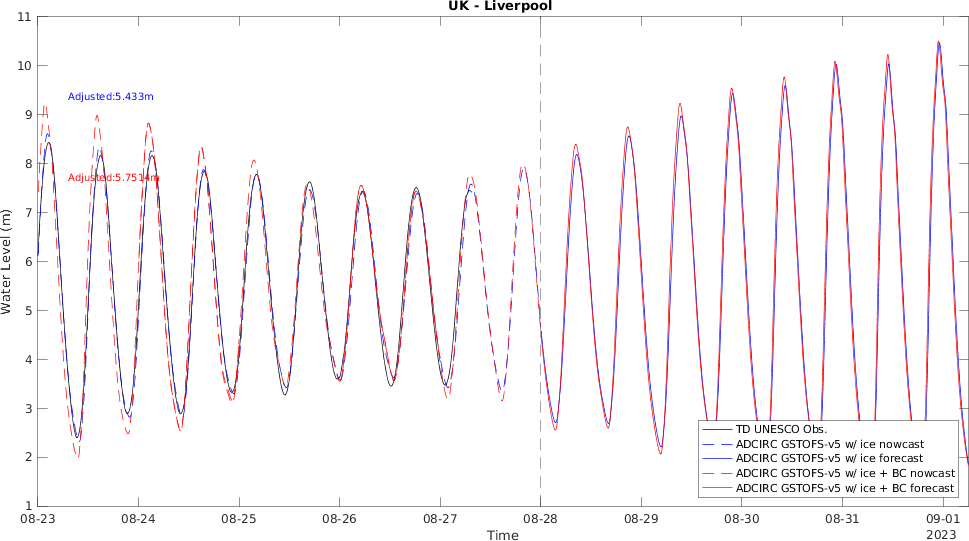 UK - Liverpool
11
10
9
8
7
6
5
4
3
2
1
Water Level (m)
Adjusted:5.433m
Adjusted:5.7514m
TD UNESCO Obs.
ADCIRC GSTOFS-v5 w/ ice nowcast
ADCIRC GSTOFS-v5 w/ ice forecast
ADCIRC GSTOFS-v5 w/ ice + BC nowcast
ADCIRC GSTOFS-v5 w/ ice + BC forecast
08-23 08-24 08-25 08-26 08-27 08-28 08-29 08-30 08-31 09-01
2023
Time